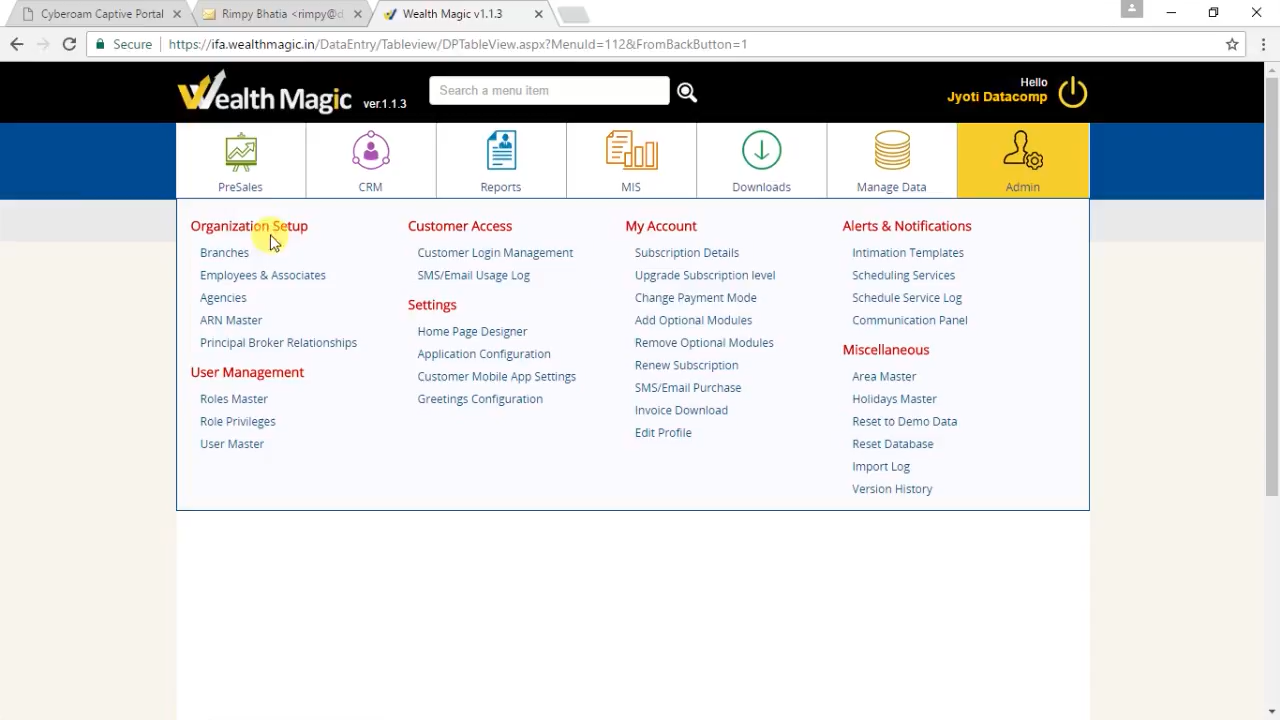 Cyberoam Captive Portal
Rimpy Bhatia <rimpy@d
Wealth Magic v1.1.3
Secure
https://ifa.wealthmagic.in/DataEntry/Tableview/DPTableView.aspx?MenuId=112&FromBackButton=1
Wealth Magic ver.1.1.3
Search a menu item
Hello
Jyoti Datacomp
PreSales
CRM
Reports
MIS
Downloads
Manage Data
Admin
Organization Setup
Branches
Employees & Associates
Agencies
ARN Master
Principal Broker Relationships
User Management
Roles Master
Role Privileges
User Master
Customer Access
Customer Login Management
SMS/Email Usage Log
Settings
Home Page Designer
Application Configuration
Customer Mobile App Settings
Greetings Configuration
My Account
Subscription Details
Upgrade Subscription level
Change Payment Mode
Add Optional Modules
Remove Optional Modules
Renew Subscription
SMS/Email Purchase
Invoice Download
Edit Profile
Alerts & Notifications
Intimation Templates
Scheduling Services
Schedule Service Log
Communication Panel
Miscellaneous
Area Master
Holidays Master
Reset to Demo Data
Reset Database
Import Log
Version History